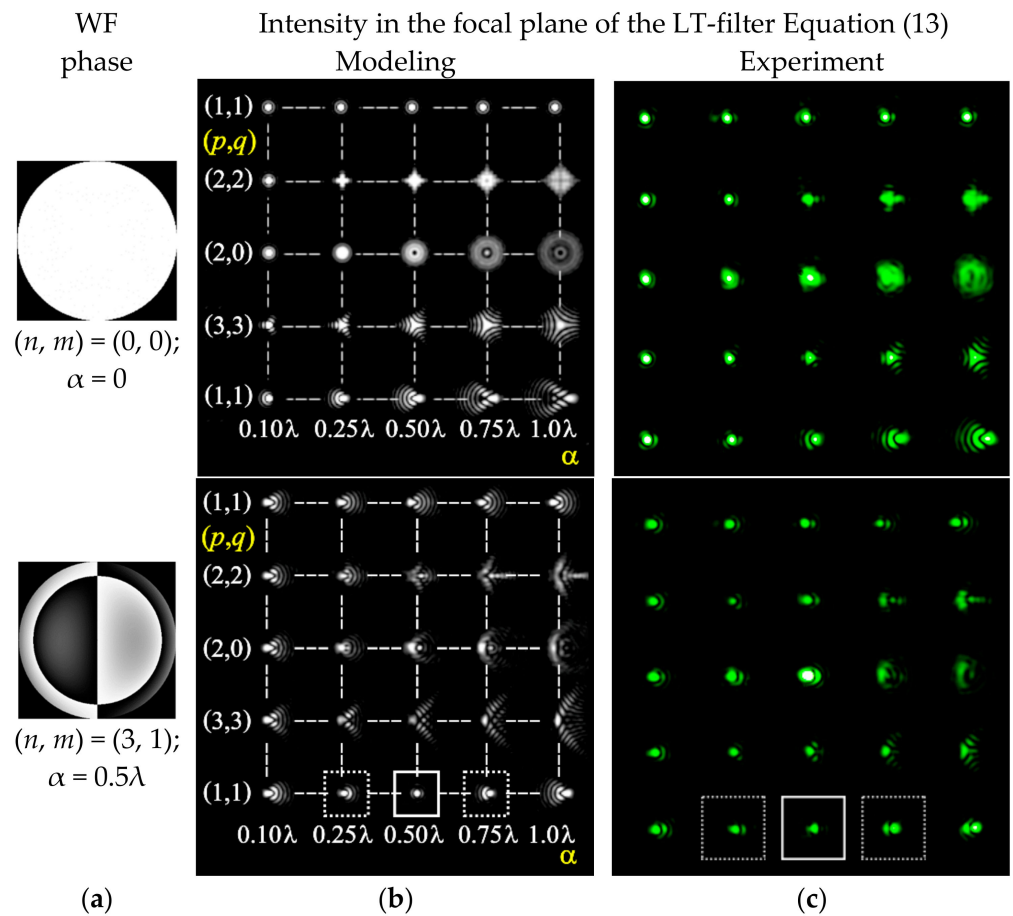 WF
phase
Intensity in the focal plane of the LT-filter Equation (13)
Modeling
Experiment
(n, m) = (0, 0);
α = 0
(1,1)
(p,q)
(2,2)
(2,0)
(3,3)
(1,1)
0.10λ 0.25λ 0.50λ 0.75λ 1.0λ
α
(n, m) = (3, 1);
α = 0.5λ
(1,1)
(p,q)
(2,2)
(2,0)
(3,3)
(1,1)
0.10λ 0.25λ 0.50λ 0.75λ 1.0λ
α
(a) (b) (c)